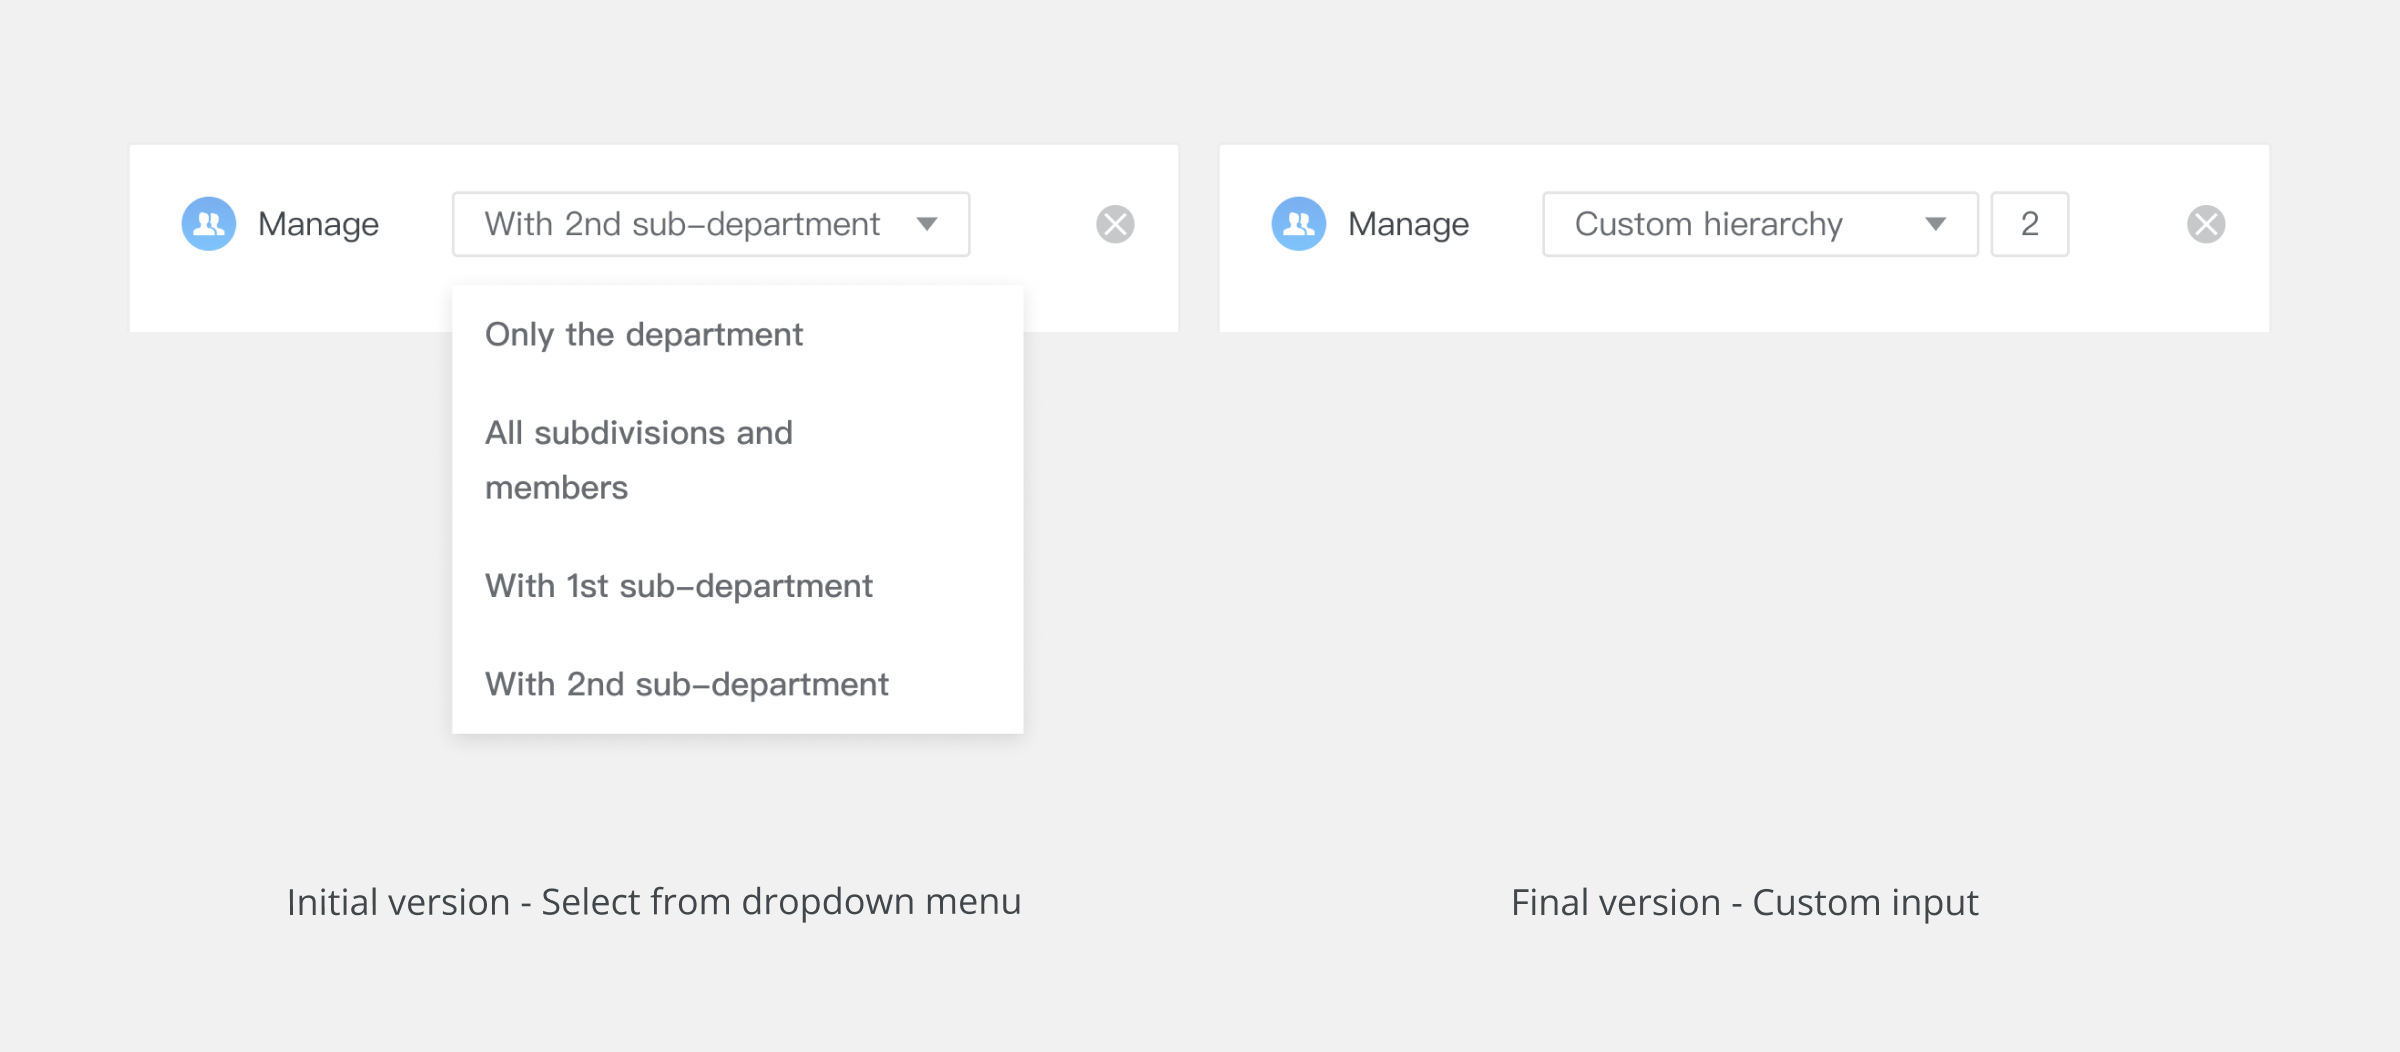 Manage
With 2nd sub-department
Only the department
All subdivisions and
members
With 1st sub-department
With 2nd sub-department
Initial version - Select from dropdown menu
Manage
Custom hierarchy
2
Final version - Custom input